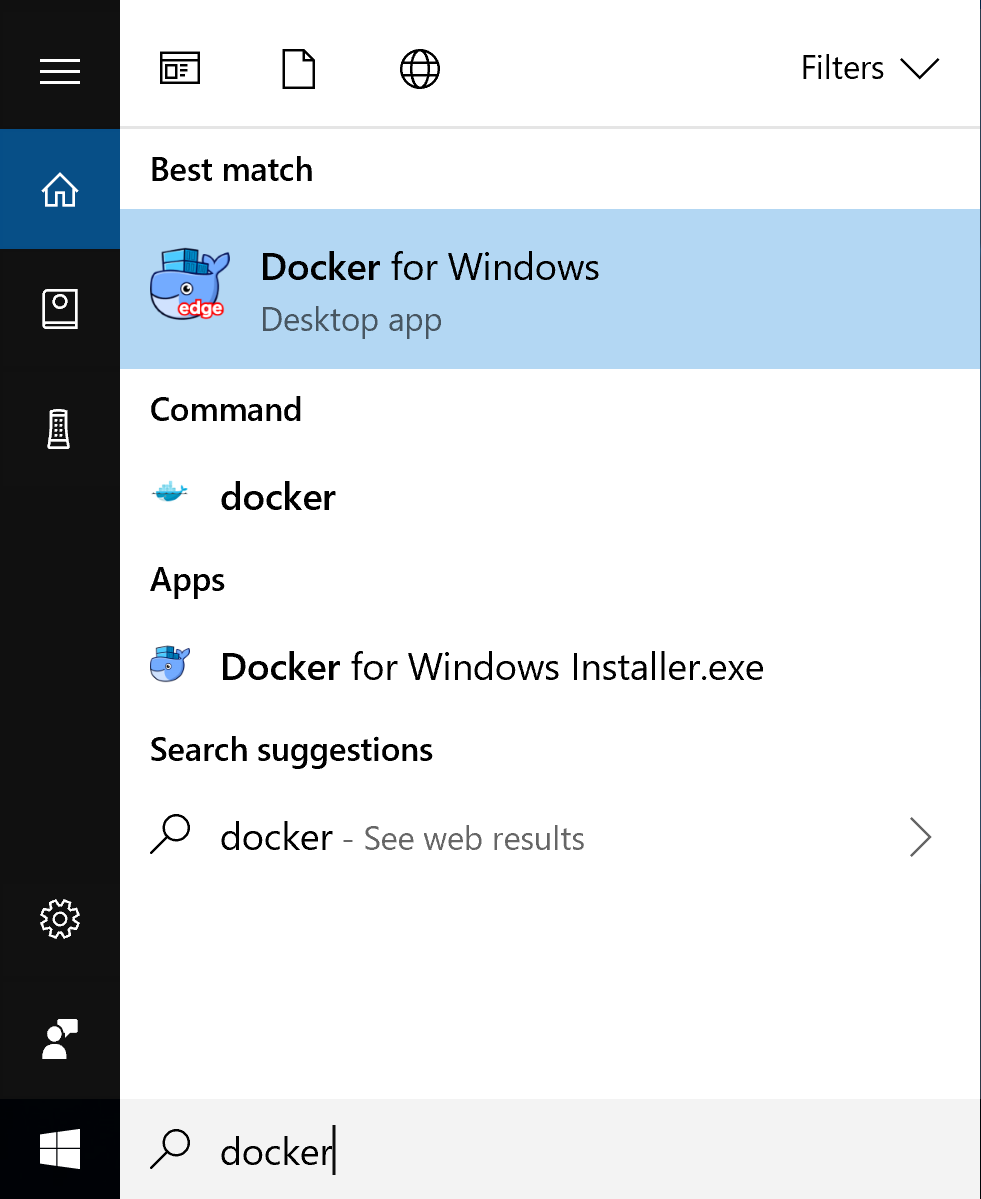 Filters
Best match
Docker for Windows
edge
Desktop app
Command
docker
Apps
Docker for Windows Installer.exe
Search suggestions
docker - See web results
docker